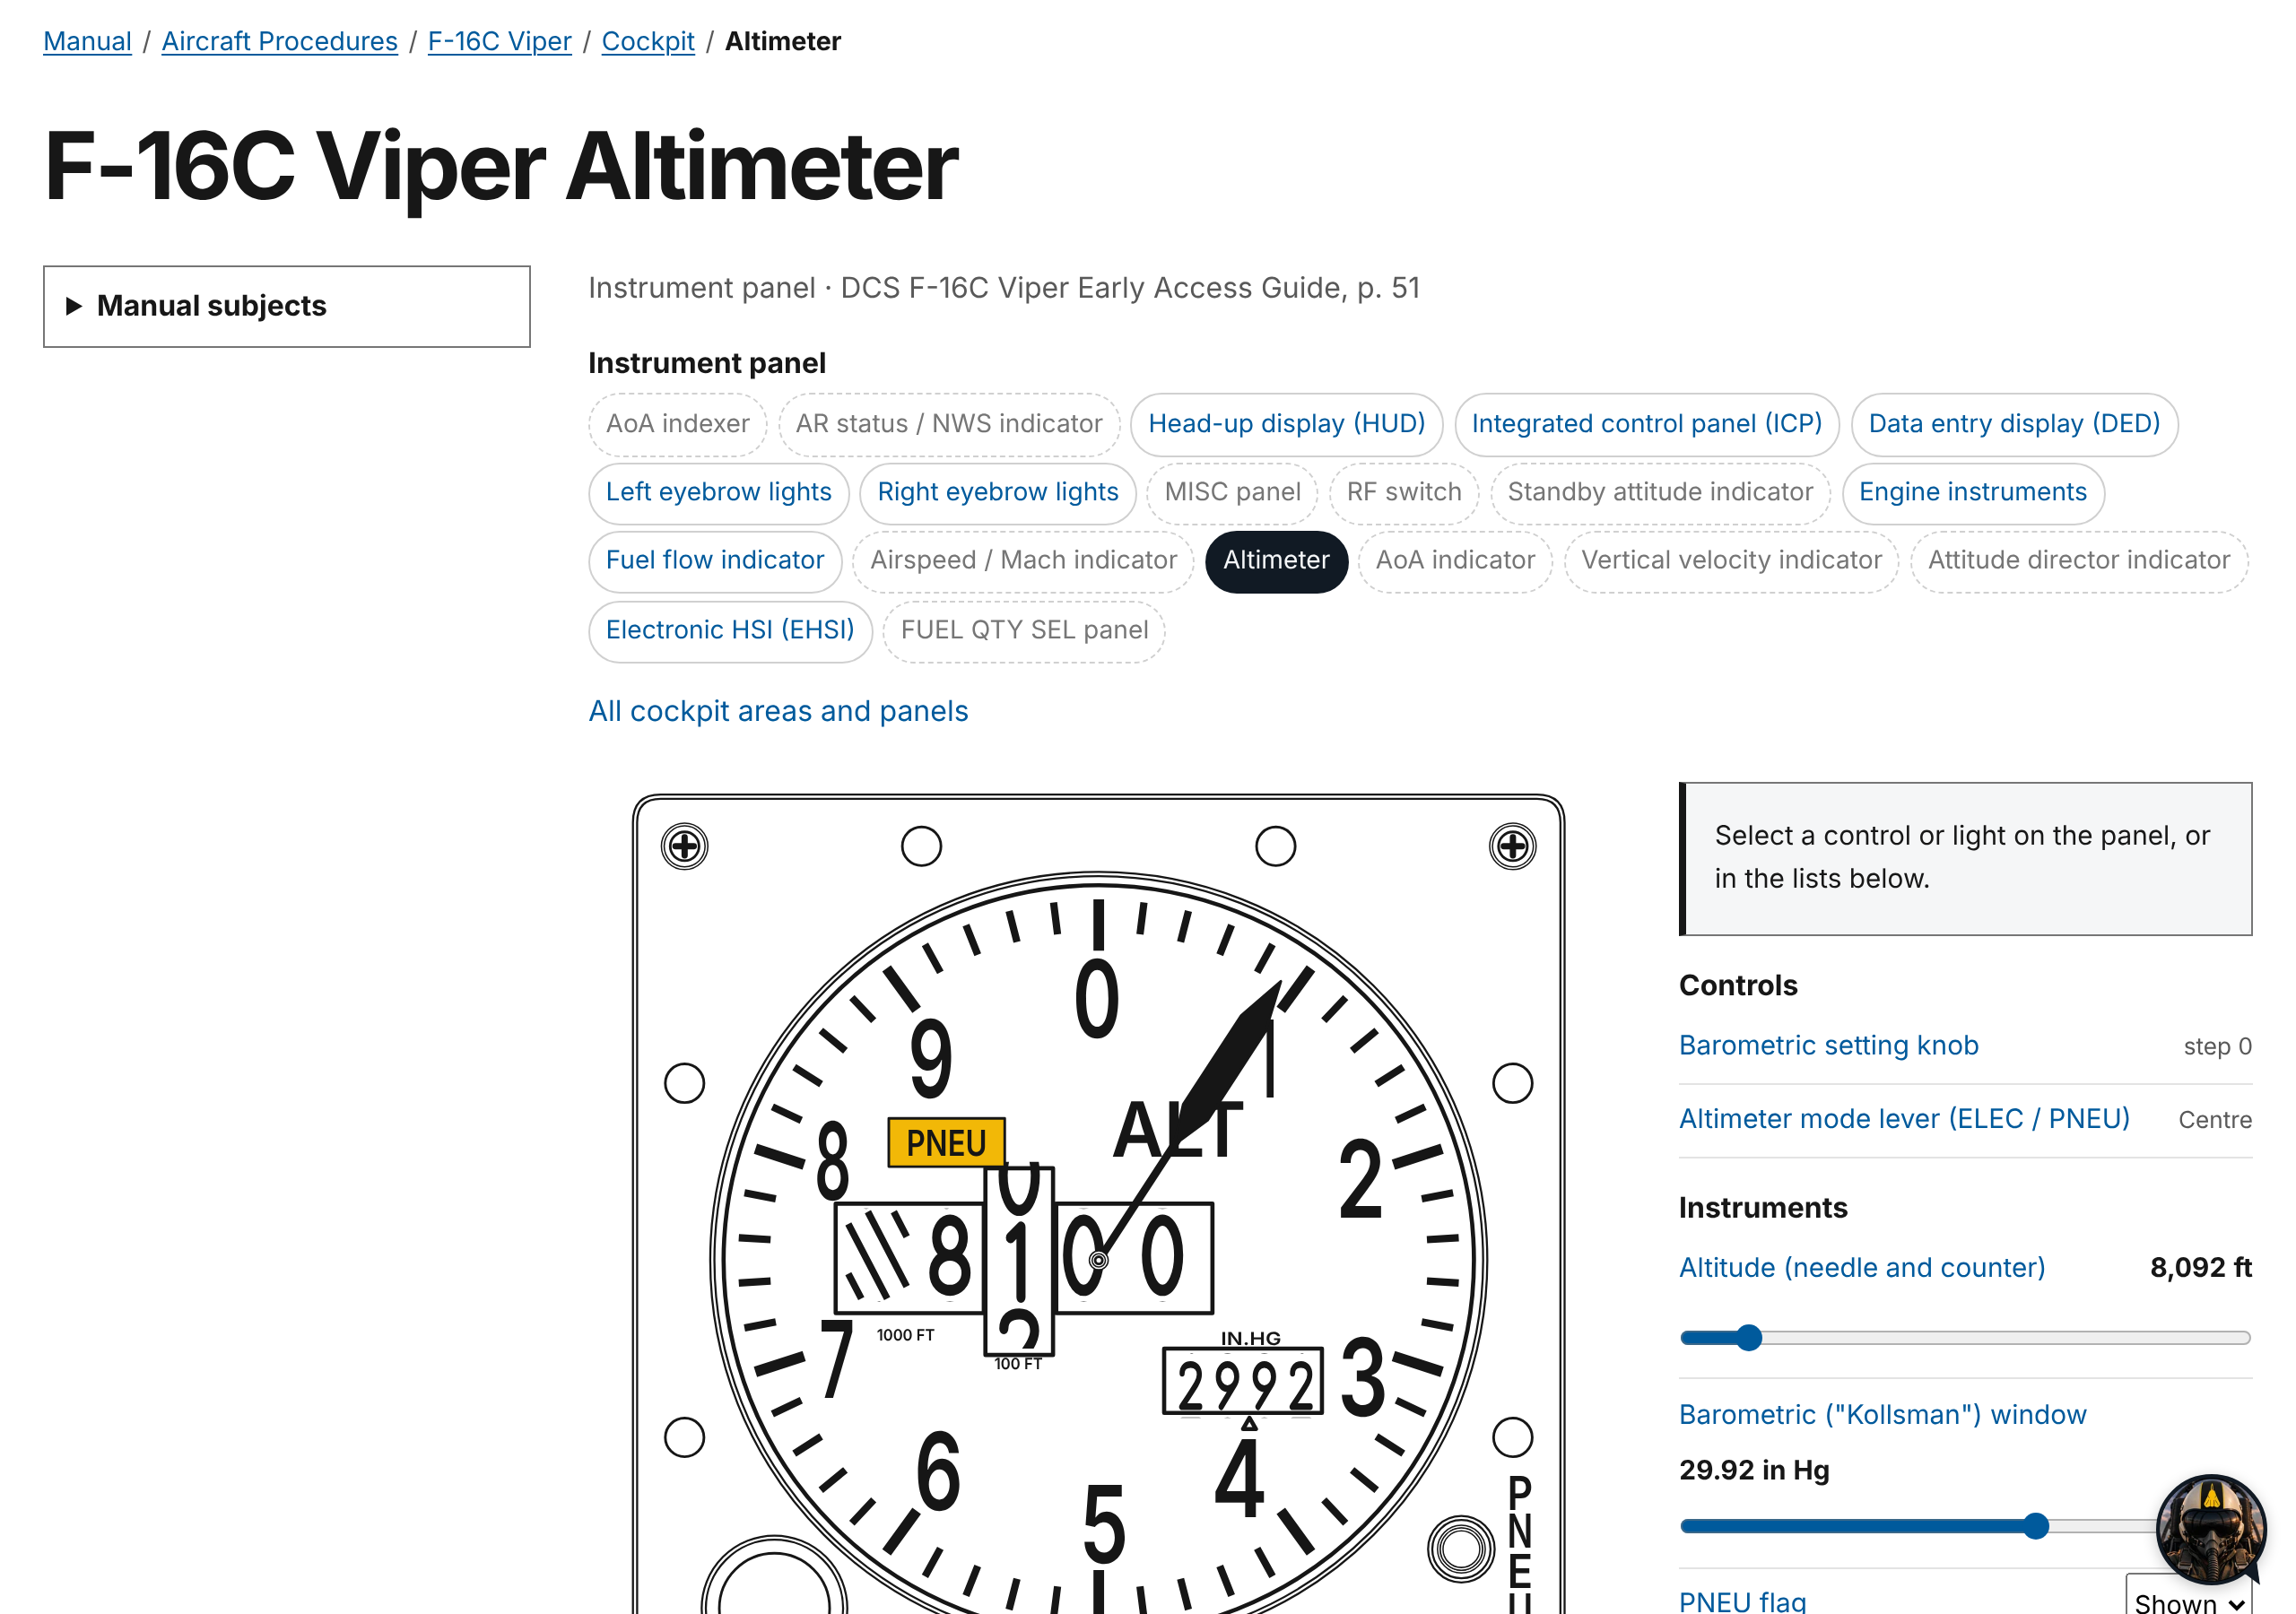 Manual / Aircraft Procedures / F-16C Viper / Cockpit / Altimeter
F-16C Viper Altimeter
▶ Manual subjects
Instrument panel · DCS F-16C Viper Early Access Guide, p. 51
Instrument panel
AoA indexer
AR status / NWS indicator
Head-up display (HUD)
Integrated control panel (ICP)
Data entry display (DED)
Left eyebrow lights
Right eyebrow lights
MISC panel
RF switch
Standby attitude indicator
Engine instruments
Fuel flow indicator
Airspeed / Mach indicator
Altimeter
AoA indicator
Vertical velocity indicator
Attitude director indicator
Electronic HSI (EHSI)
FUEL QTY SEL panel
All cockpit areas and panels
0
1
2
3
4
5
6
7
8
9
ALT
PNEU
0
8 1 0 0
2
1000 FT
100 FT
IN.HG
2992
PNEU
Select a control or light on the panel, or
in the lists below.
Controls
Barometric setting knob step 0
Altimeter mode lever (ELEC / PNEU) Centre
Instruments
Altitude (needle and counter) 8,092 ft
Barometric ("Kollsman") window
29.92 in Hg
PNEU flag Shown